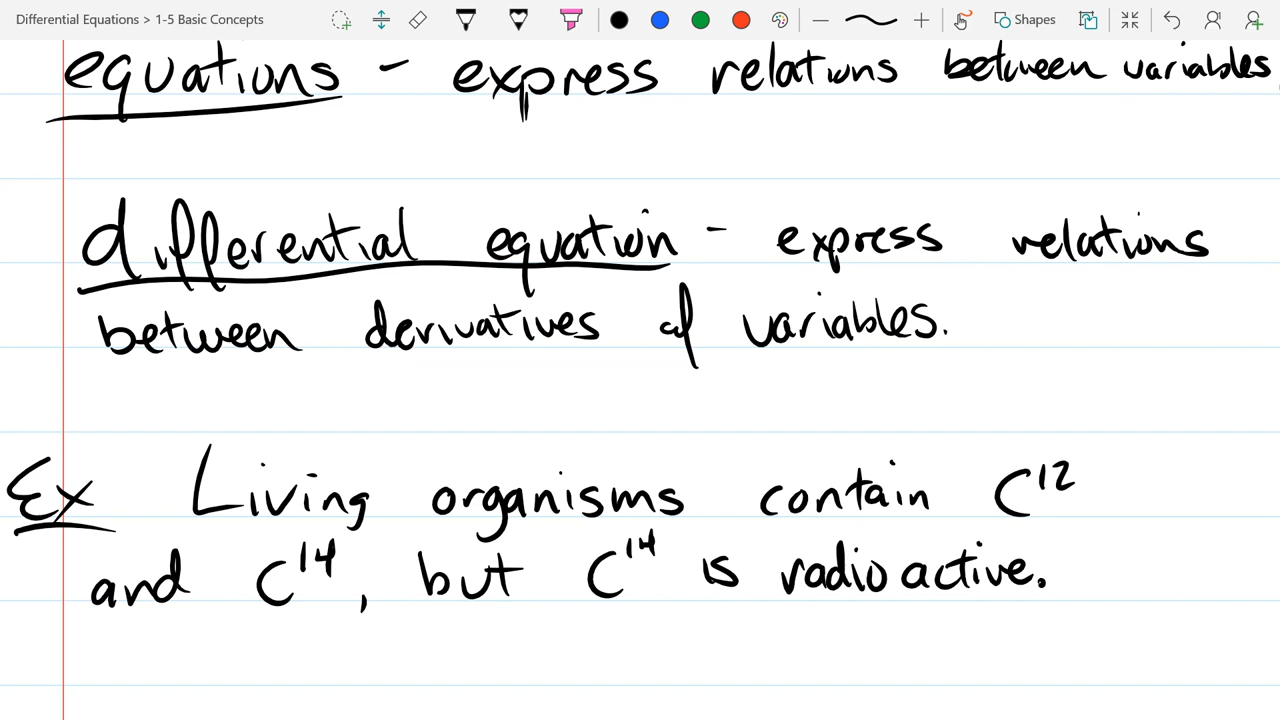 Differential Equations > 1-5 Basic Concepts
Shapes
equations - express relations between variables.
differential equation - express relations
between derivatives of variables.
Ex Living organisms contain C¹²
and C¹⁴, but C¹⁴ is radioactive.